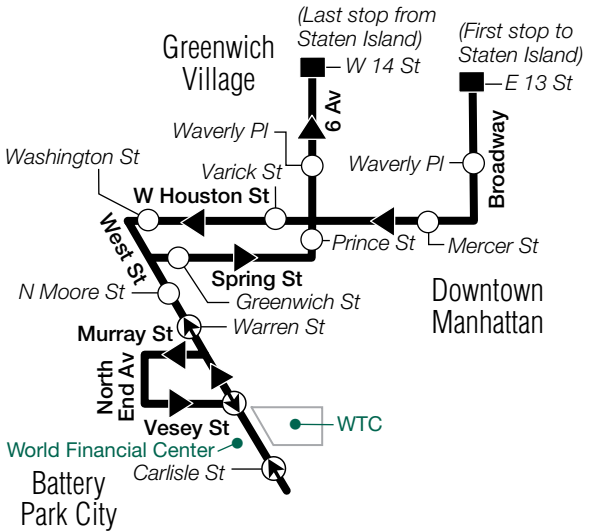 (Last stop from
Staten Island)
(First stop to
Staten Island)
Greenwich
Village
W 14 St
E 13 St
6 Av
Broadway
Waverly Pl
Waverly Pl
Washington St
Varick St
W Houston St
West St
Prince St
Mercer St
Spring St
Greenwich St
N Moore St
Downtown
Manhattan
Warren St
Murray St
North
End Av
Vesey St
WTC
World Financial Center
Carlisle St
Battery
Park City